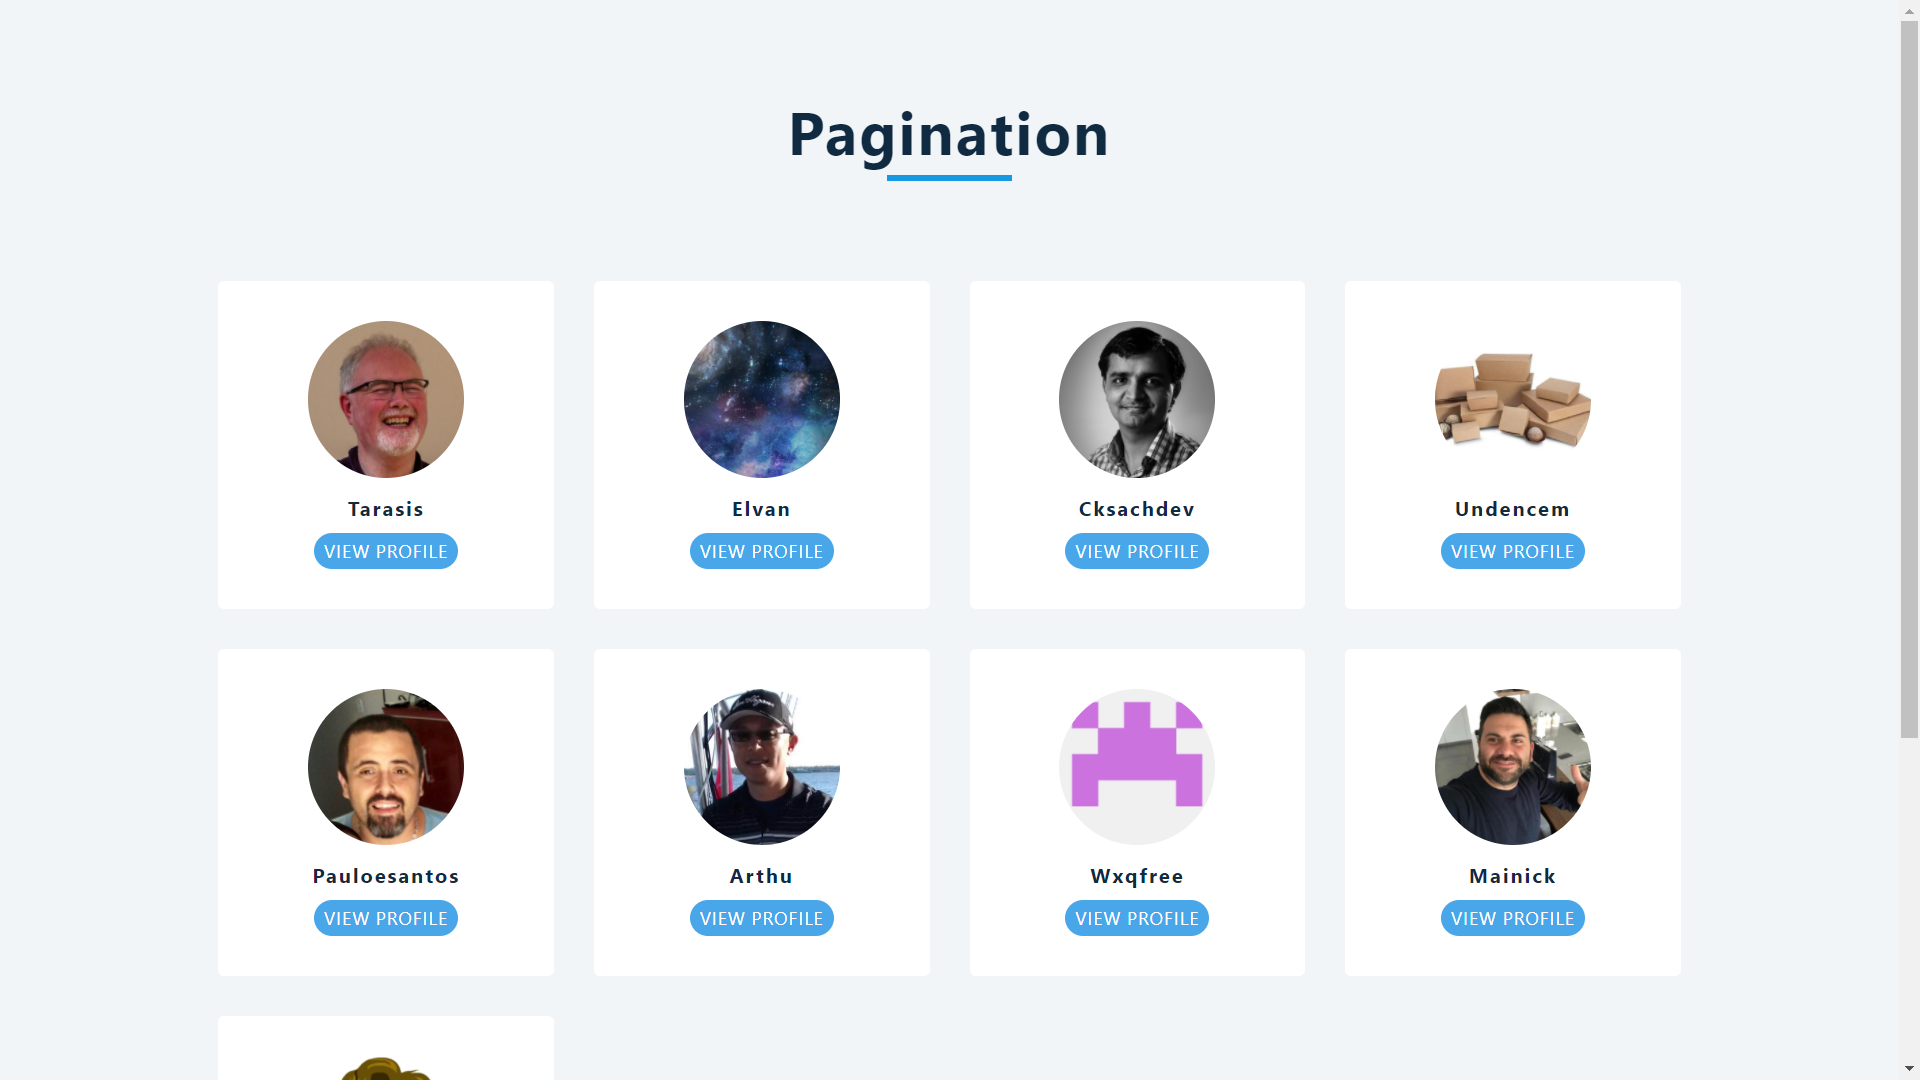 Pagination
Tarasis
Elvan
Cksachdev
Undencem
VIEW PROFILE
VIEW PROFILE
VIEW PROFILE
VIEW PROFILE
Pauloesantos
Arthu
Wxqfree
Mainick
VIEW PROFILE
VIEW PROFILE
VIEW PROFILE
VIEW PROFILE